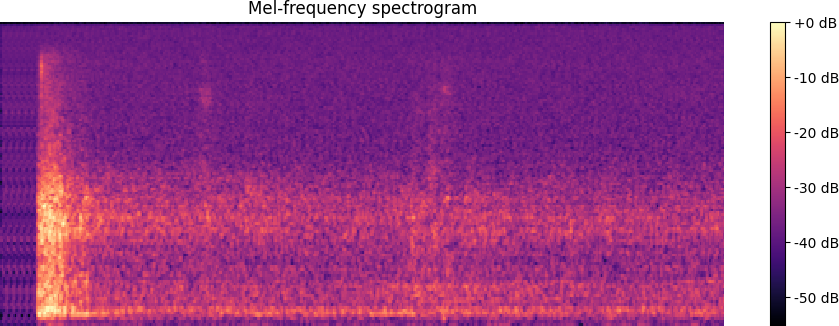 Mel-frequency spectrogram
+0 dB
-10 dB
-20 dB
-30 dB
-40 dB
-50 dB